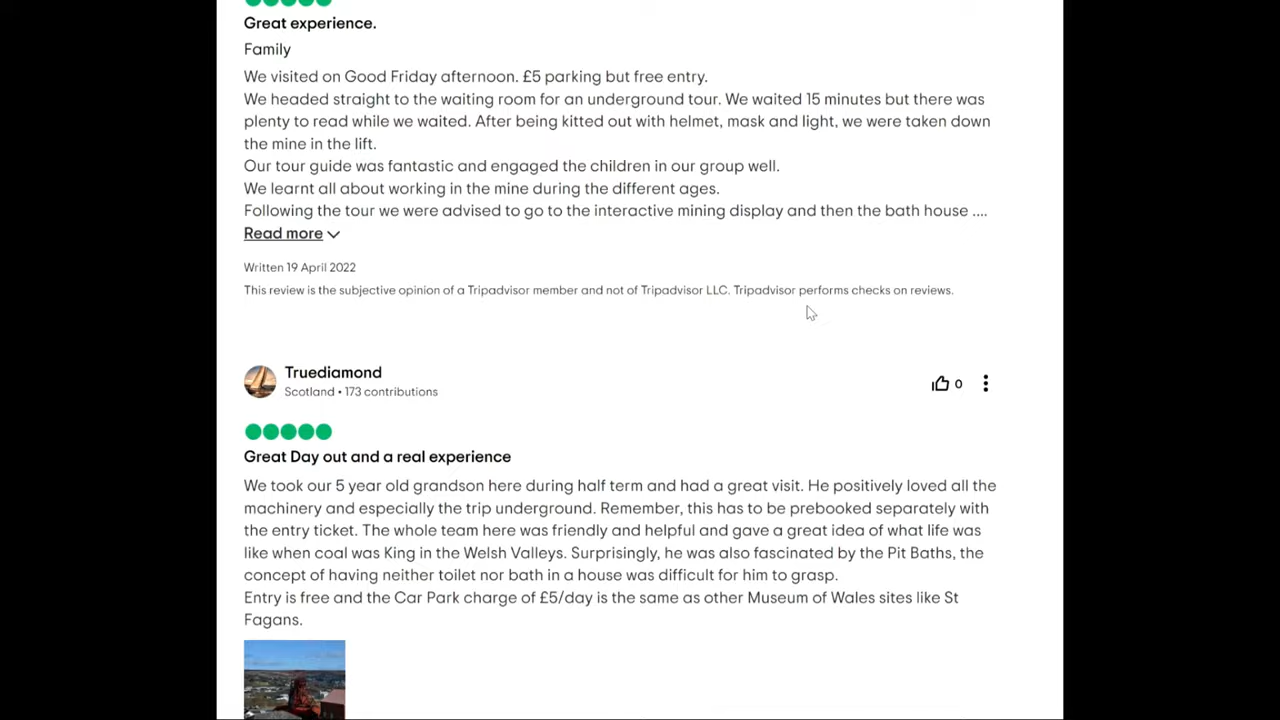 Great experience.
Family
We visited on Good Friday afternoon. £5 parking but free entry.
We headed straight to the waiting room for an underground tour. We waited 15 minutes but there was
plenty to read while we waited. After being kitted out with helmet, mask and light, we were taken down
the mine in the lift.
Our tour guide was fantastic and engaged the children in our group well.
We learnt all about working in the mine during the different ages.
Following the tour we were advised to go to the interactive mining display and then the bath house ....
Read more
Written 19 April 2022
This review is the subjective opinion of a Tripadvisor member and not of Tripadvisor LLC. Tripadvisor performs checks on reviews.
Truediamond
Scotland • 173 contributions
0
Great Day out and a real experience
We took our 5 year old grandson here during half term and had a great visit. He positively loved all the
machinery and especially the trip underground. Remember, this has to be prebooked separately with
the entry ticket. The whole team here was friendly and helpful and gave a great idea of what life was
like when coal was King in the Welsh Valleys. Surprisingly, he was also fascinated by the Pit Baths, the
concept of having neither toilet nor bath in a house was difficult for him to grasp.
Entry is free and the Car Park charge of £5/day is the same as other Museum of Wales sites like St
Fagans.